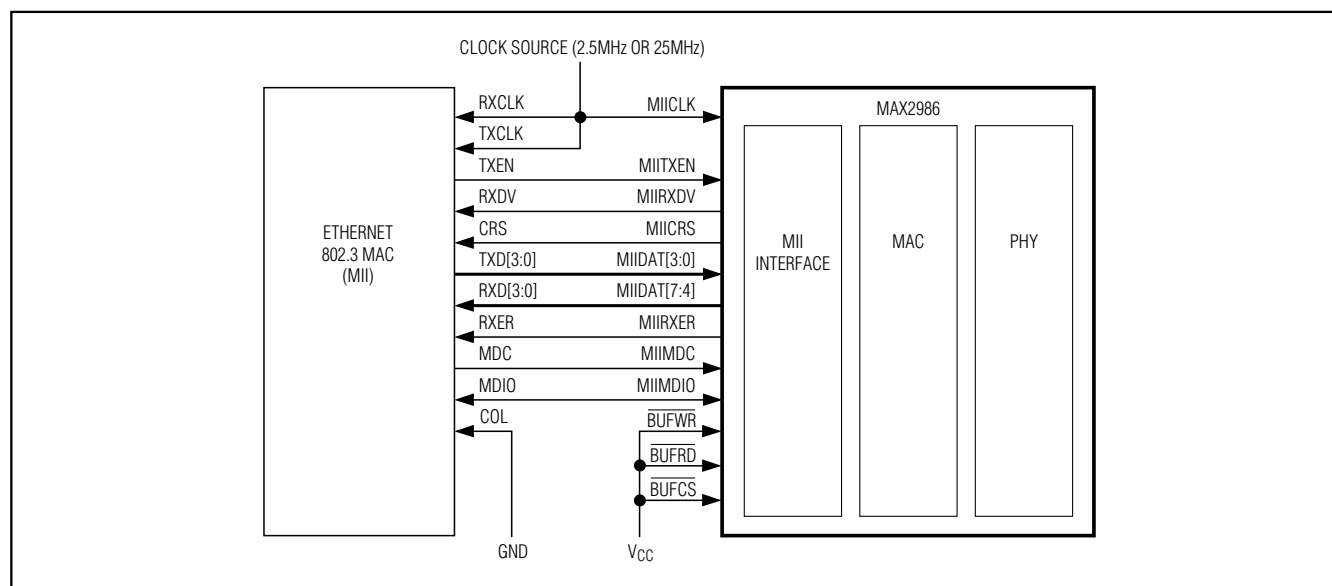 CLOCK SOURCE (2.5MHz OR 25MHz)
RXCLK MIICLK
TXCLK
TXEN MIITXEN
RXDV MIIRXDV
CRS MIICRS
TXD[3:0] MIIDAT[3:0]
RXD[3:0] MIIDAT[7:4]
RXER MIIRXER
MDC MIIMDC
MDIO MIIMDIO
COL BUFWR
BUFRD
BUFCS
GND VCC
ETHERNET
802.3 MAC
(MII)
MAX2986
MII
INTERFACE
MAC
PHY